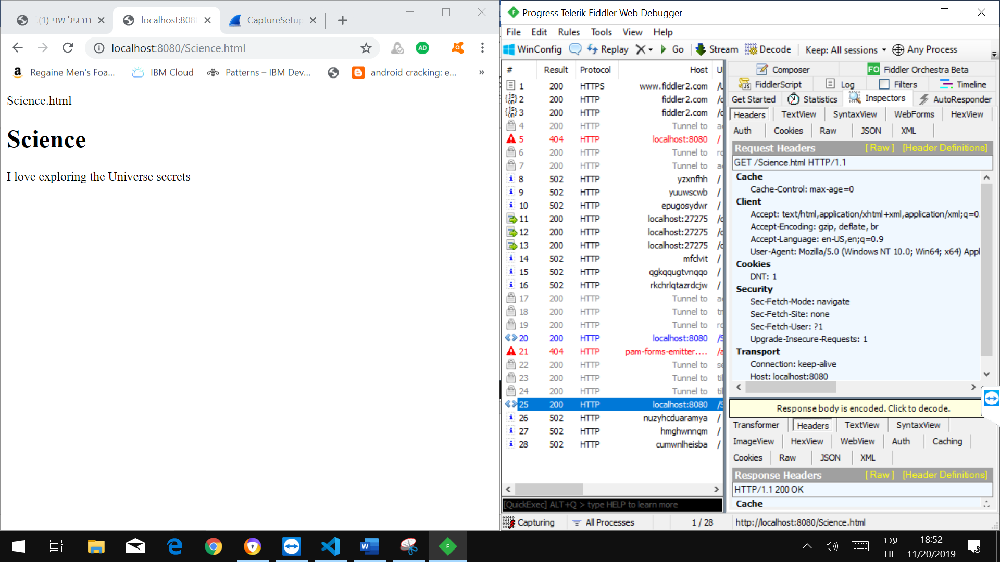 תרגיל שני (1).
localhost:808
CaptureSetup
localhost:8080/Science.html
Regaine Men's Foa...
IBM Cloud
Patterns – IBM Dev...
android cracking: e...
»
Science.html
Science
I love exploring the Universe secrets
Progress Telerik Fiddler Web Debugger
File Edit Rules Tools View Help
WinConfig Replay Go Stream Decode Keep: All sessions Any Process
# Result Protocol Host U
1 200 HTTPS www.fiddler2.com /U
2 200 HTTP fiddler2.com /c
3 200 HTTP fiddler2.com /c
4 200 HTTP Tunnel to ac
5 404 HTTP localhost:8080 /
6 200 HTTP Tunnel to ro
7 200 HTTP Tunnel to ac
8 502 HTTP yzxnfhh /
9 502 HTTP yuuwscwb /
10 502 HTTP epugosydwr /
11 200 HTTP localhost:27275 /c
12 200 HTTP localhost:27275 /c
13 200 HTTP localhost:27275 /c
14 502 HTTP mfclvit /
15 502 HTTP qgkqqugtvnqqo /
16 502 HTTP rkchrlqtazrdcjw /
17 200 HTTP Tunnel to ac
18 200 HTTP Tunnel to tr
19 200 HTTP Tunnel to ro
20 200 HTTP localhost:8080 /S
21 404 HTTP pam-forms-emitter.... /a
22 200 HTTP Tunnel to se
23 200 HTTP Tunnel to til
24 200 HTTP Tunnel to til
25 200 HTTP localhost:8080 /S
26 502 HTTP nuzyhcduaramya /
27 502 HTTP hmghwnnqm /
28 502 HTTP cumwnlheisba /
[QuickExec] ALT+Q > type HELP to learn more
Capturing All Processes 1 / 28 http://localhost:8080/Science.html
Composer FO Fiddler Orchestra Beta
FiddlerScript Log Filters Timeline
Get Started Statistics Inspectors AutoResponder
Headers TextView SyntaxView WebForms HexView
Auth Cookies Raw JSON XML
Request Headers [ Raw ] [Header Definitions]
GET /Science.html HTTP/1.1
Cache
Cache-Control: max-age=0
Client
Accept: text/html,application/xhtml+xml,application/xml;q=0.
Accept-Encoding: gzip, deflate, br
Accept-Language: en-US,en;q=0.9
User-Agent: Mozilla/5.0 (Windows NT 10.0; Win64; x64) Appl
Cookies
DNT: 1
Security
Sec-Fetch-Mode: navigate
Sec-Fetch-Site: none
Sec-Fetch-User: ?1
Upgrade-Insecure-Requests: 1
Transport
Connection: keep-alive
Host: localhost:8080
Response body is encoded. Click to decode.
Transformer Headers TextView SyntaxView
ImageView HexView WebView Auth Caching
Cookies Raw JSON XML
Response Headers [ Raw ] [Header Definitions]
HTTP/1.1 200 OK
Cache
עבר
HE
18:52
11/20/2019